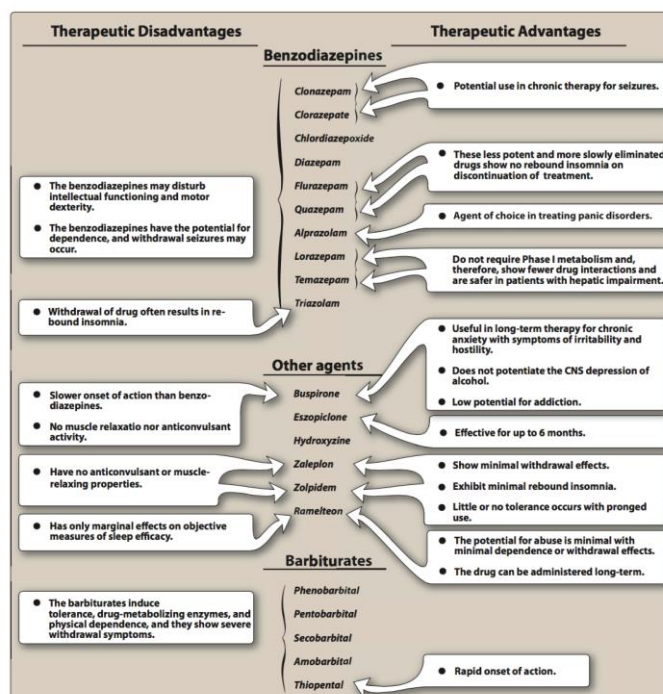 Therapeutic Disadvantages
Therapeutic Advantages
Benzodiazepines
Clonazepam
Clorazepate
Chlordiazepoxide
Diazepam
Flurazepam
Quazepam
Alprazolam
Lorazepam
Temazepam
Triazolam
● The benzodiazepines may disturb
intellectual functioning and motor
dexterity.
● The benzodiazepines have the potential for
dependence, and withdrawal seizures may
occur.
● Withdrawal of drug often results in re-
bound insomnia.
● Potential use in chronic therapy for seizures.
● These less potent and more slowly eliminated
drugs show no rebound insomnia on
discontinuation of treatment.
● Agent of choice in treating panic disorders.
Do not require Phase I metabolism and,
therefore, show fewer drug interactions and
are safer in patients with hepatic impairment.
Other agents
Buspirone
Eszopiclone
Hydroxyzine
Zaleplon
Zolpidem
Ramelteon
● Slower onset of action than benzo-
diazepines.
● No muscle relaxatio nor anticonvulsant
activity.
● Have no anticonvulsant or muscle-
relaxing properties.
● Has only marginal effects on objective
measures of sleep efficacy.
● Useful in long-term therapy for chronic
anxiety with symptoms of irritability and
hostility.
● Does not potentiate the CNS depression of
alcohol.
● Low potential for addiction.
● Effective for up to 6 months.
● Show minimal withdrawal effects.
● Exhibit minimal rebound insomnia.
● Little or no tolerance occurs with pronged
use.
● The potential for abuse is minimal with
minimal dependence or withdrawal effects.
● The drug can be administered long-term.
Barbiturates
Phenobarbital
Pentobarbital
Secobarbital
Amobarbital
Thiopental
● The barbiturates induce
tolerance, drug-metabolizing enzymes, and
physical dependence, and they show severe
withdrawal symptoms.
● Rapid onset of action.